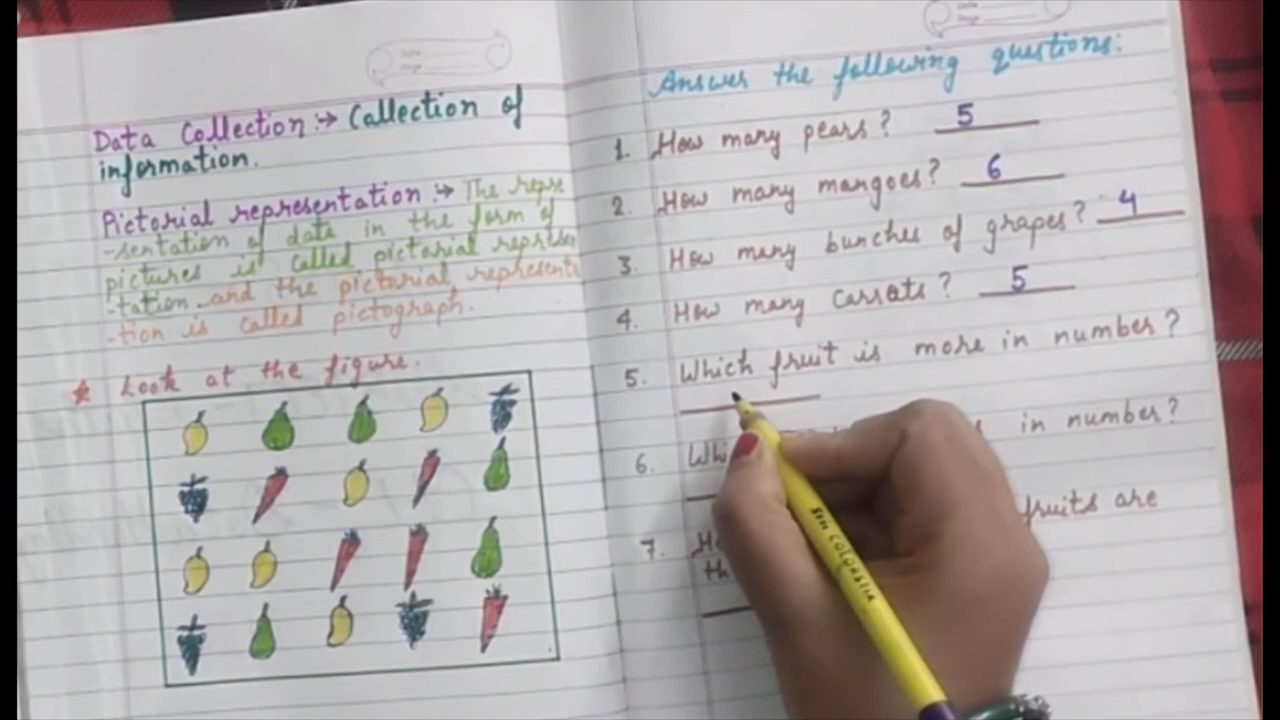 Data Collection :→ Collection of
information.
Pictorial representation :→ The repre
-sentation of data in the form of
pictures is called pictorial represen
-tation and the pictorial representa
-tion is called pictograph.
★ Look at the figure.
Answer the following questions:
1. How many pears? 5
2. How many mangoes? 6
3. How many bunches of grapes? 4
4. How many carrots? 5
5. Which fruit is more in number?
6. in number?
7. fruits are